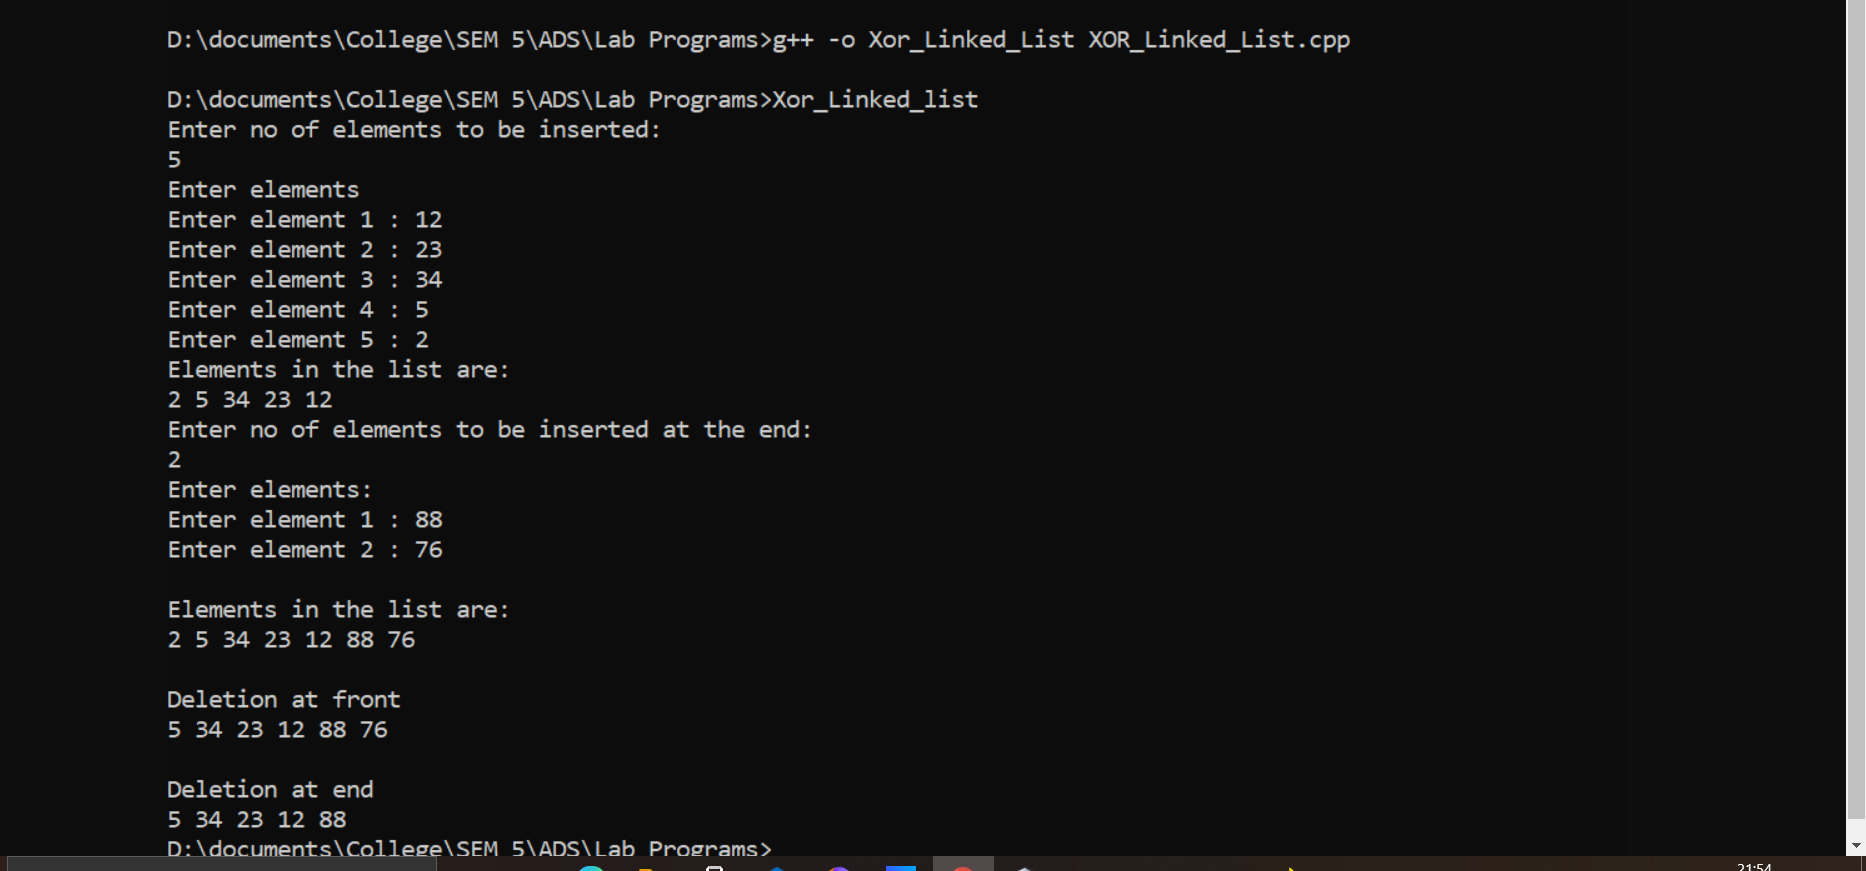 D:\documents\College\SEM 5\ADS\Lab Programs>g++ -o Xor_Linked_List XOR_Linked_List.cpp
D:\documents\College\SEM 5\ADS\Lab Programs>Xor_Linked_list
Enter no of elements to be inserted:
5
Enter elements
Enter element 1 : 12
Enter element 2 : 23
Enter element 3 : 34
Enter element 4 : 5
Enter element 5 : 2
Elements in the list are:
2 5 34 23 12
Enter no of elements to be inserted at the end:
2
Enter elements:
Enter element 1 : 88
Enter element 2 : 76
Elements in the list are:
2 5 34 23 12 88 76
Deletion at front
5 34 23 12 88 76
Deletion at end
5 34 23 12 88
D:\documents\College\SEM 5\ADS\Lab Programs>
21:54